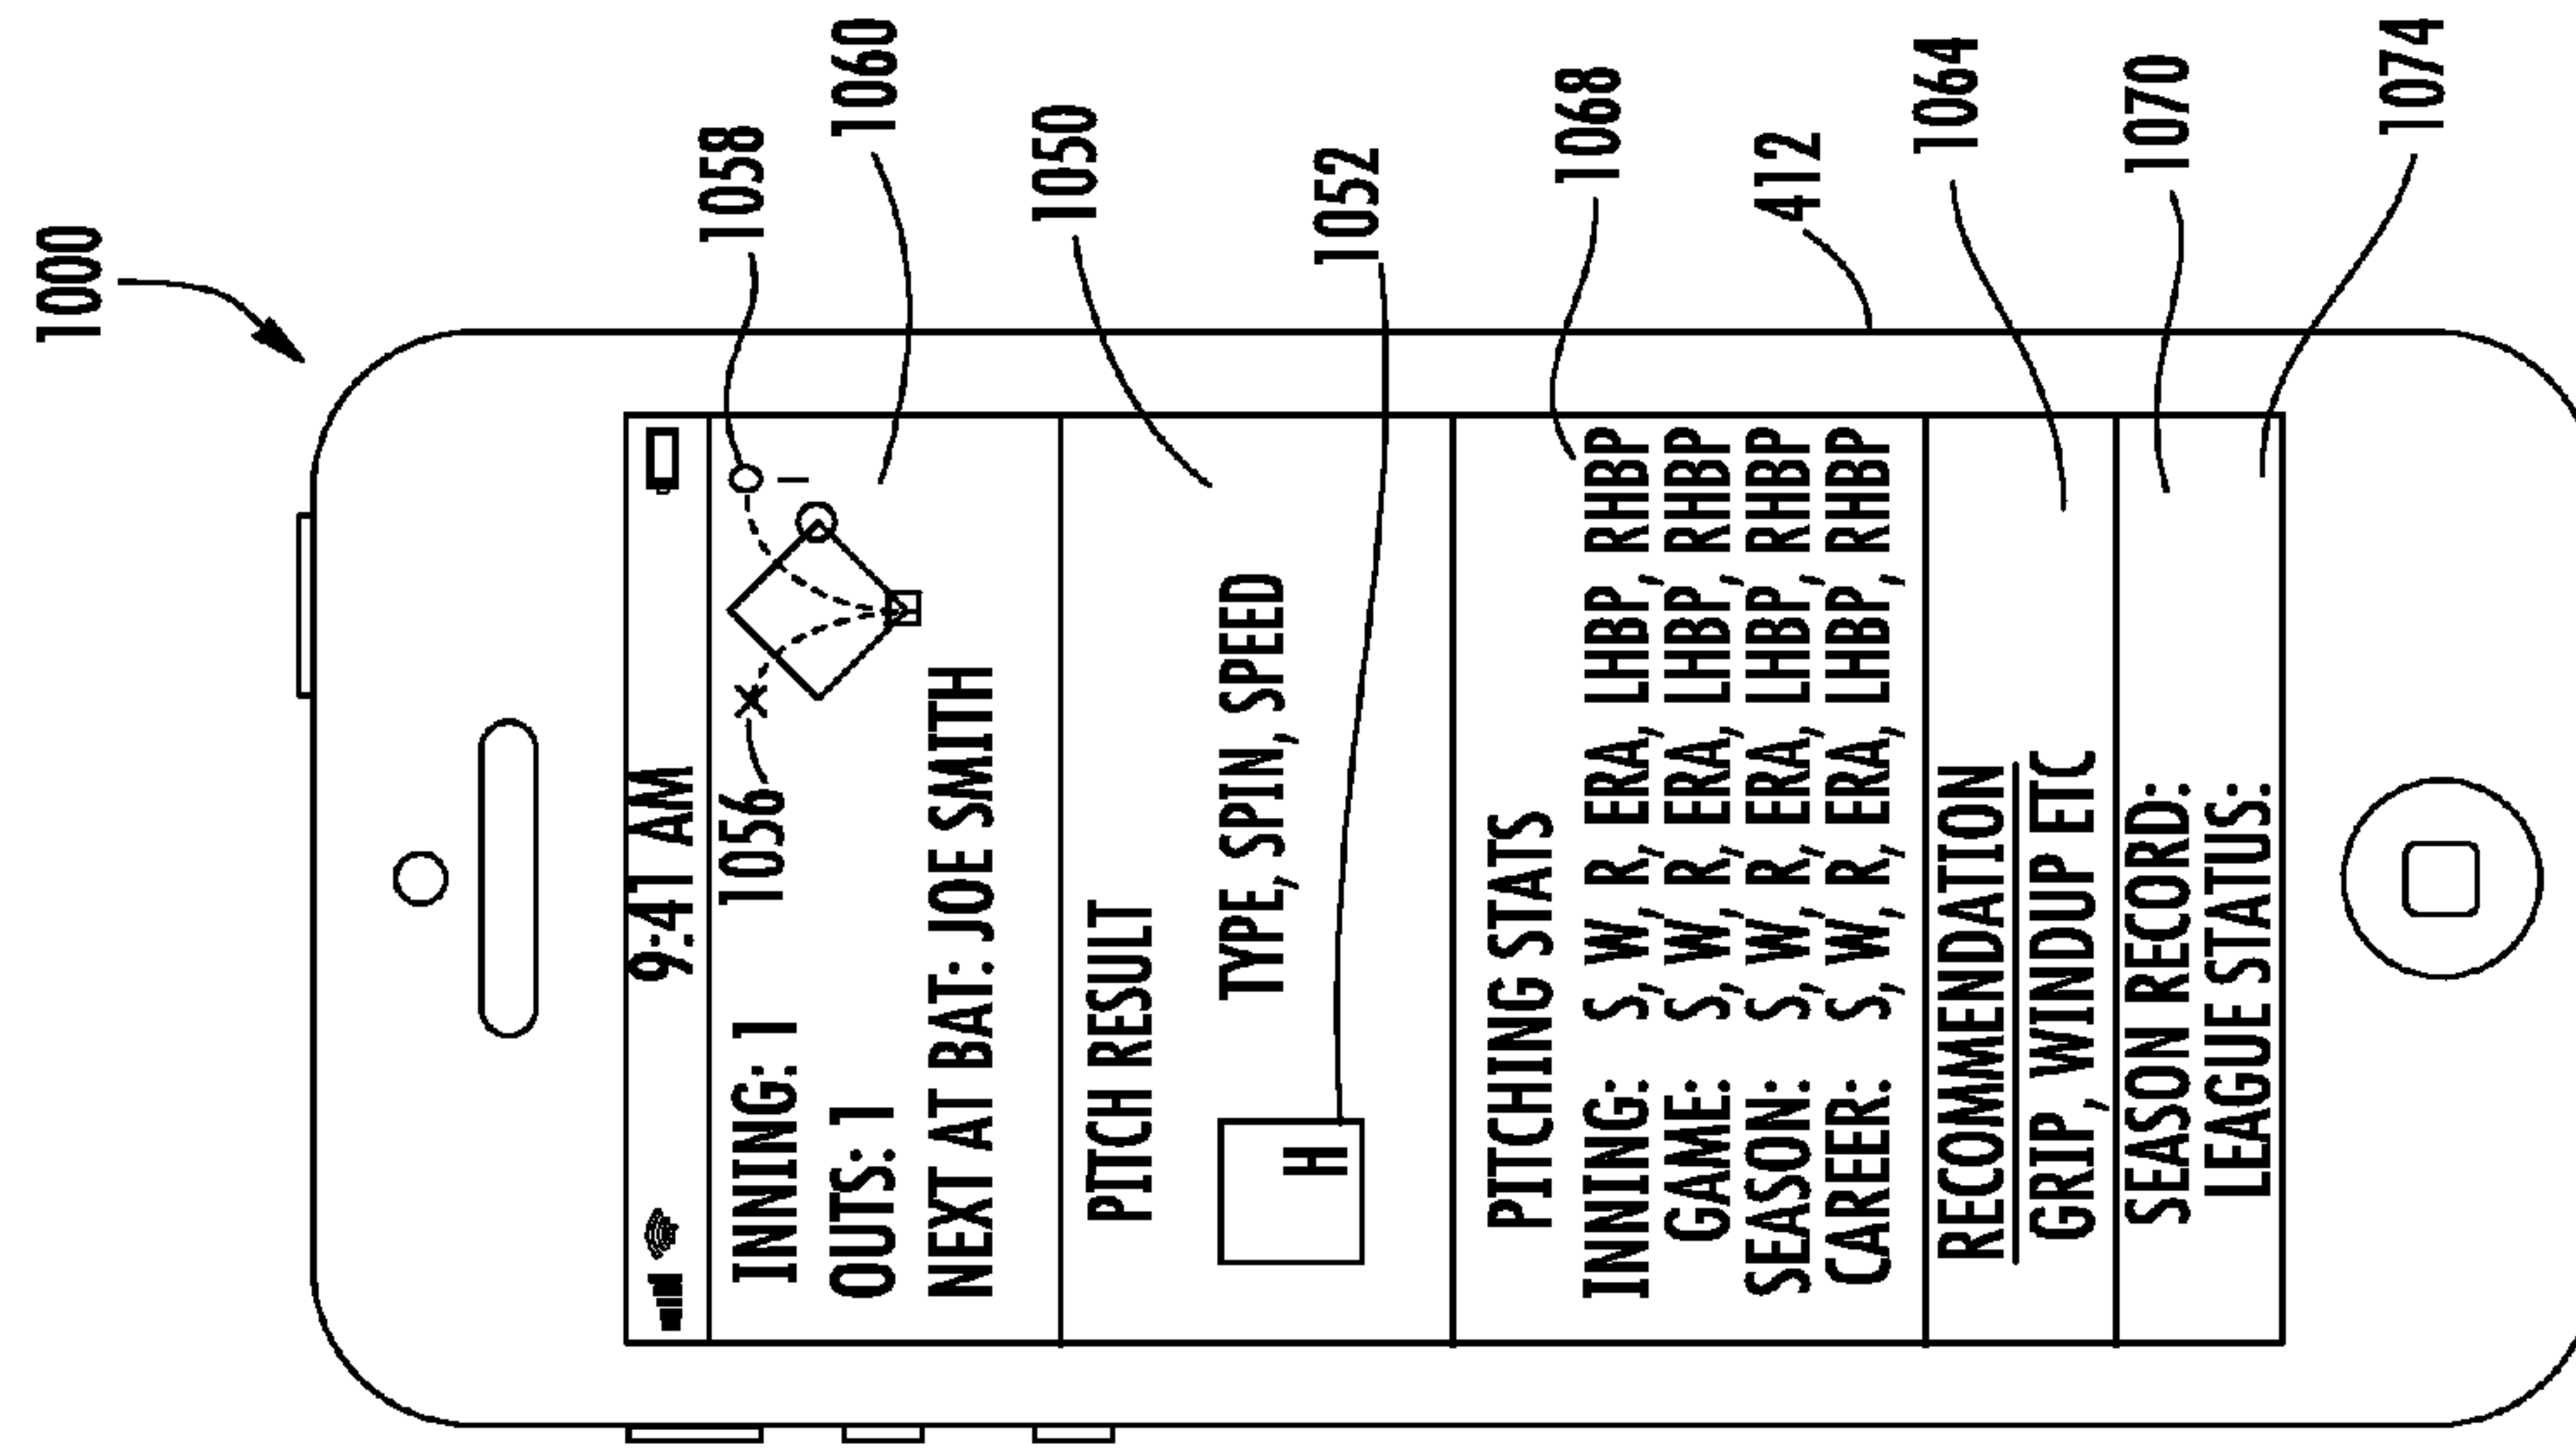 1000
9:41 AM
INNING: 1
1056
1058
OUTS: 1
1060
NEXT AT BAT: JOE SMITH
PITCH RESULT
1050
H
TYPE, SPIN, SPEED
1052
PITCHING STATS
1068
INNING: S, W, R, ERA, LHBP, RHBP
GAME: S, W, R, ERA, LHBP, RHBP
SEASON: S, W, R, ERA, LHBP, RHBP
CAREER: S, W, R, ERA, LHBP, RHBP
412
RECOMMENDATION
1064
GRIP, WINDUP ETC
SEASON RECORD:
1070
LEAGUE STATUS:
1074